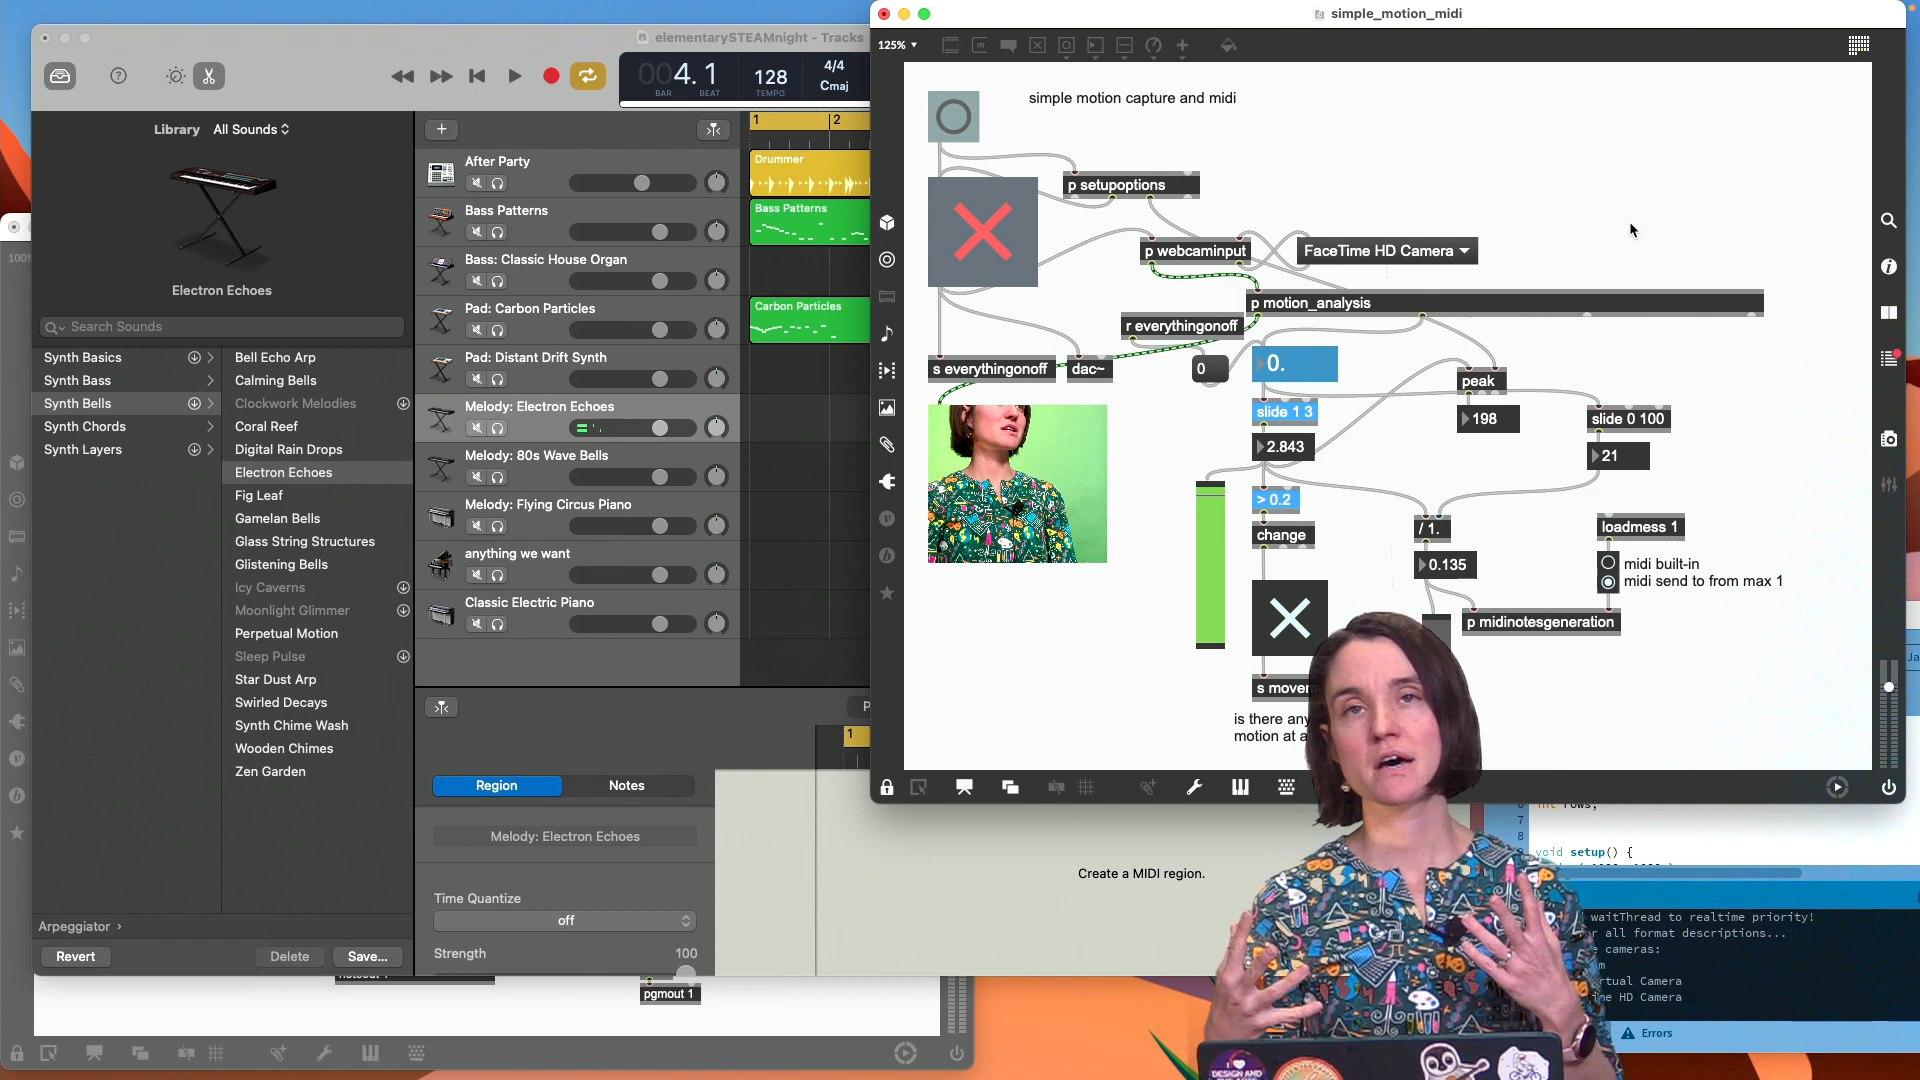 simple_motion_midi
elementarySTEAMnight - Tracks
125%
004. 1
BAR
BEAT
128
TEMPO
4/4
Cmaj
Library
All Sounds
Electron Echoes
Search Sounds
Synth Basics
Synth Bass
Synth Bells
Synth Chords
Synth Layers
Bell Echo Arp
Calming Bells
Clockwork Melodies
Coral Reef
Digital Rain Drops
Electron Echoes
Fig Leaf
Gamelan Bells
Glass String Structures
Glistening Bells
Icy Caverns
Moonlight Glimmer
Perpetual Motion
Sleep Pulse
Star Dust Arp
Swirled Decays
Synth Chime Wash
Wooden Chimes
Zen Garden
Arpeggiator
Revert
Delete
Save...
After Party
Bass Patterns
Bass: Classic House Organ
Pad: Carbon Particles
Pad: Distant Drift Synth
Melody: Electron Echoes
Melody: 80s Wave Bells
Melody: Flying Circus Piano
anything we want
Classic Electric Piano
1
2
Drummer
Bass Patterns
Carbon Particles
1
Region
Notes
Melody: Electron Echoes
Time Quantize
off
Strength
100
Create a MIDI region.
pgmout 1
simple motion capture and midi
p setupoptions
p webcaminput
FaceTime HD Camera
p motion_analysis
r everythingonoff
s everythingonoff
dac~
0
0.
slide 1 3
2.843
> 0.2
change
peak
198
slide 0 100
21
/ 1.
0.135
loadmess 1
midi built-in
midi send to from max 1
p midinotesgeneration
is there any
motion at a
7
8
void setup() {
waitThread to realtime priority!
r all format descriptions...
cameras:
rtual Camera
HD Camera
Errors
I
DESIGN AND